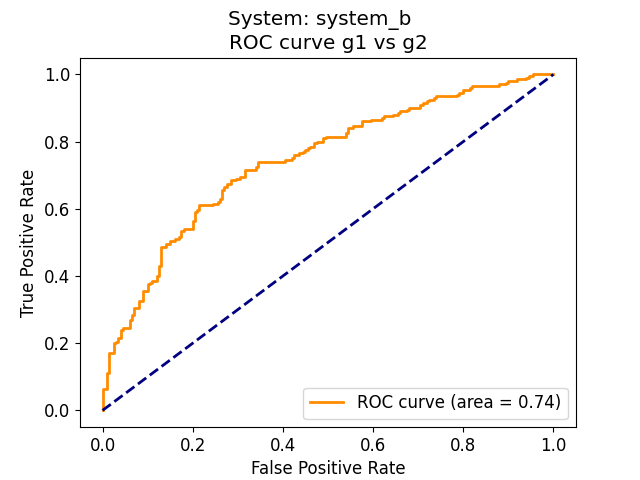 System: system_b
ROC curve g1 vs g2
True Positive Rate
1.0
0.8
0.6
0.4
0.2
0.0
ROC curve (area = 0.74)
0.0 0.2 0.4 0.6 0.8 1.0
False Positive Rate